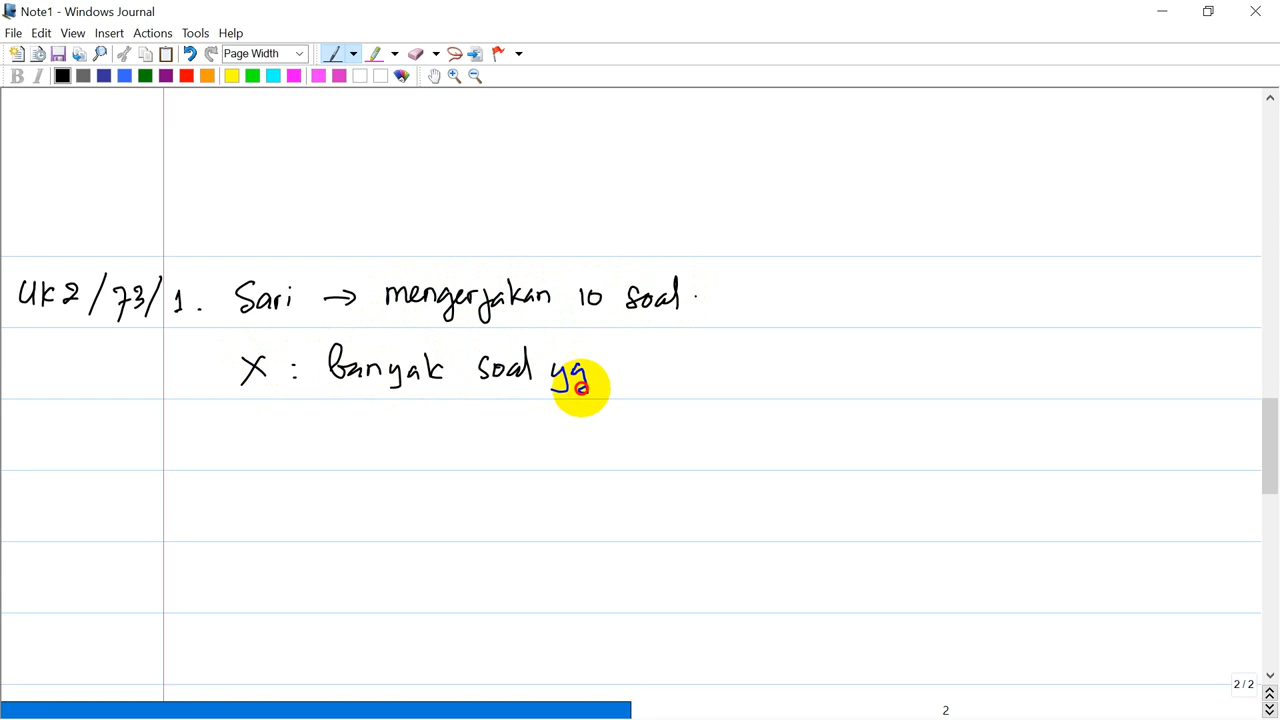 Note1 - Windows Journal
File Edit View Insert Actions Tools Help
Page Width
B I
UK2/73/1. Sari → mengerjakan 10 soal.
X : banyak soal yg
2 / 2
2